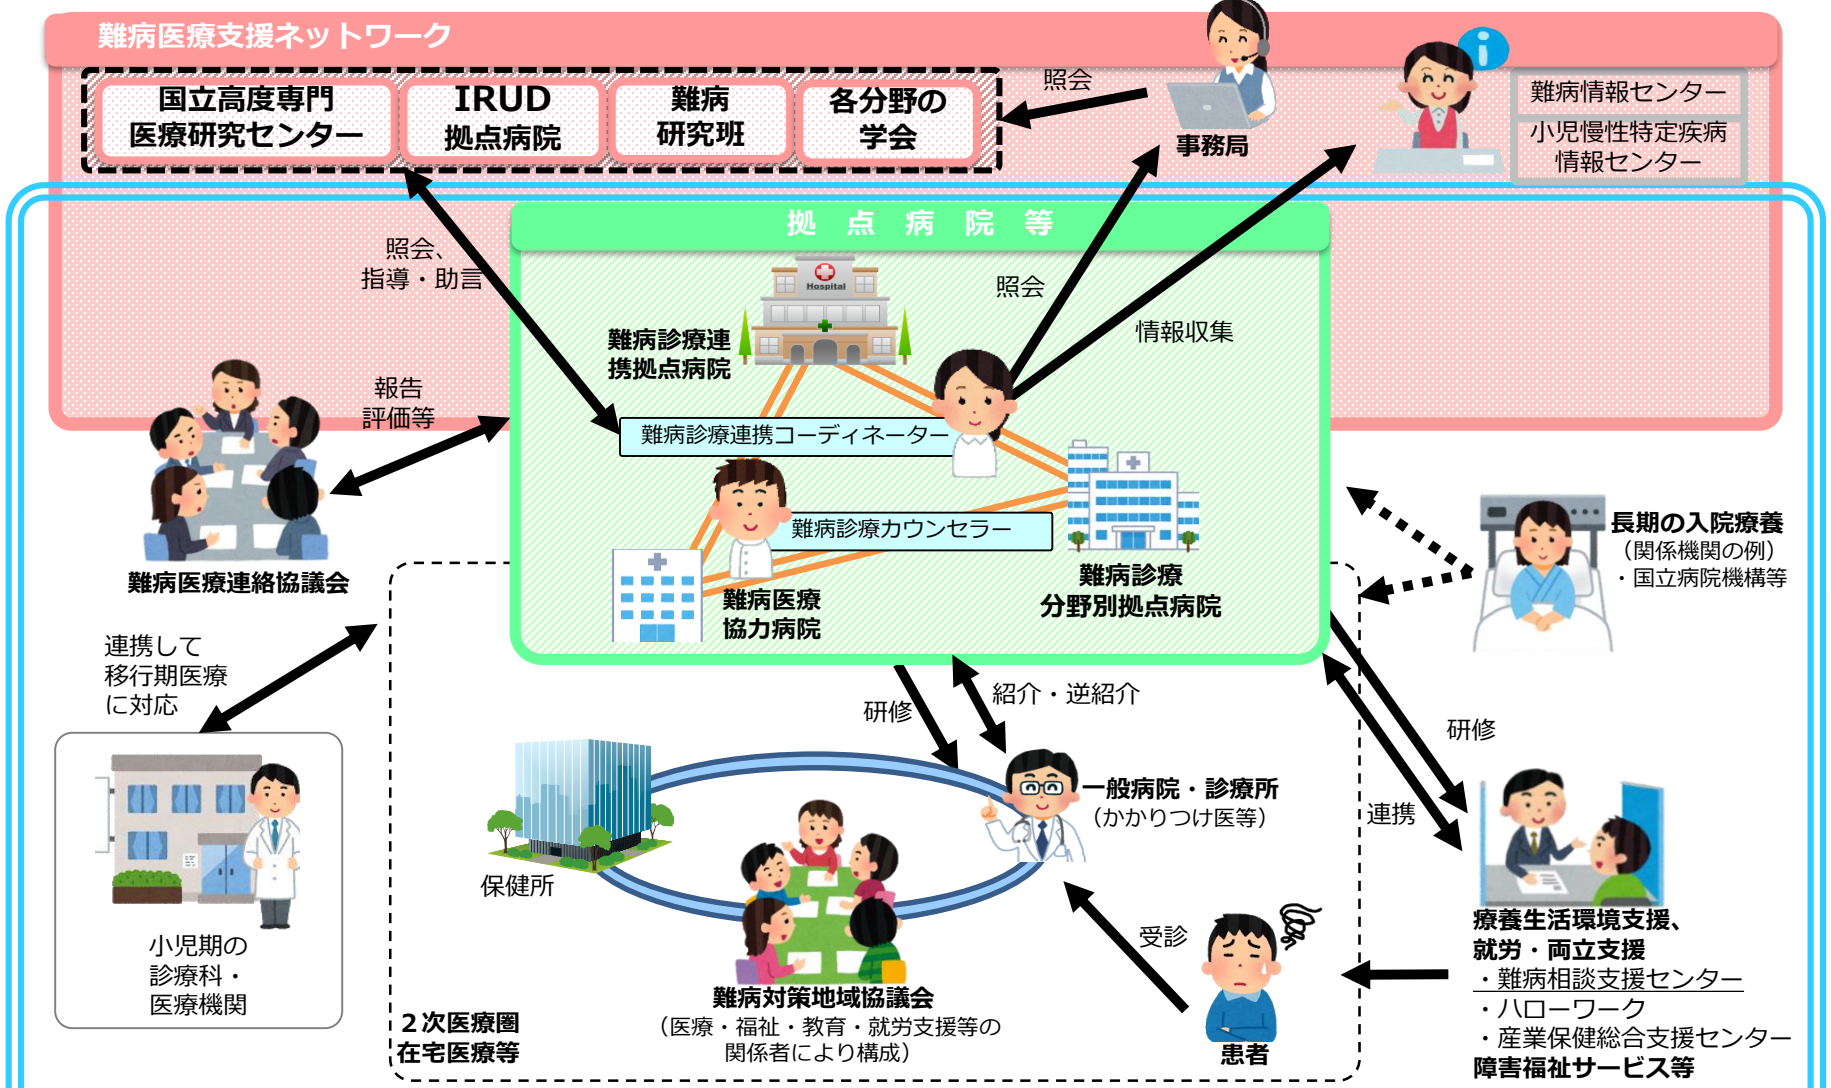 難病医療支援ネットワーク
国立高度専門
医療研究センター
IRUD
拠点病院
難病
研究班
各分野の
学会
照会
事務局
難病情報センター
小児慢性特定疾病
情報センター
拠点病院等
照会、
指導・助言
Hospital
照会
情報収集
難病診療連
携拠点病院
報告
評価等
難病診療連携コーディネーター
難病診療カウンセラー
難病医療連絡協議会
難病医療
協力病院
難病診療
分野別拠点病院
長期の入院療養
（関係機関の例）
・国立病院機構等
連携して
移行期医療
に対応
研修
紹介・逆紹介
研修
連携
一般病院・診療所
（かかりつけ医等）
保健所
受診
小児期の
診療科・
医療機関
難病対策地域協議会
（医療・福祉・教育・就労支援等の
関係者により構成）
２次医療圏
在宅医療等
患者
療養生活環境支援、
就労・両立支援
・難病相談支援センター
・ハローワーク
・産業保健総合支援センター
障害福祉サービス等